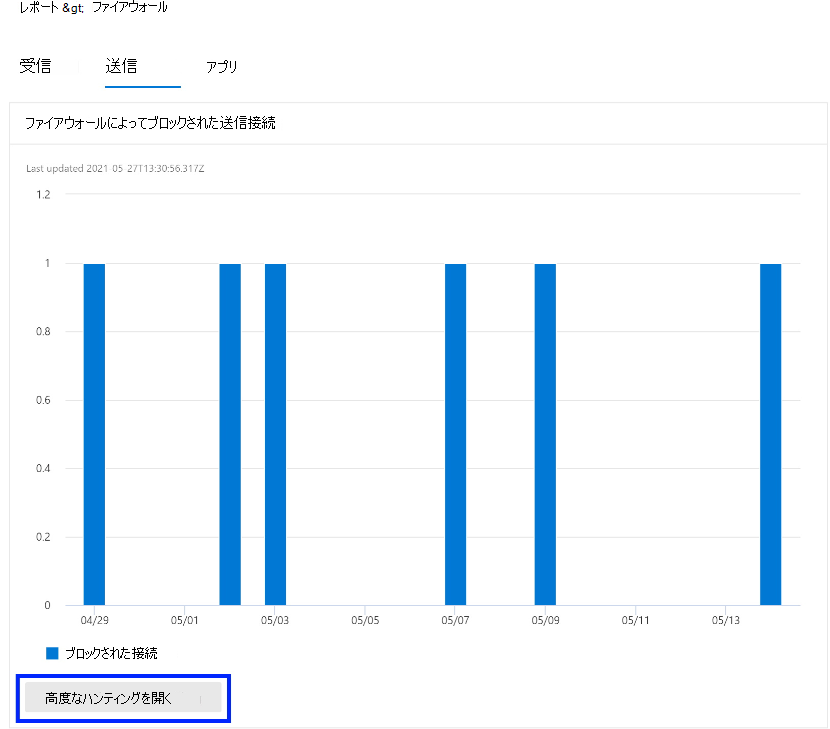 レポート &gt; ファイアウォール
受信 送信 アプリ
ファイアウォールによってブロックされた送信接続
Last updated 2021-05-27T13:30:56.317Z
1.2
1
0.8
0.6
0.4
0.2
0
04/29 05/01 05/03 05/05 05/07 05/09 05/11 05/13
ブロックされた接続
高度なハンティングを開く